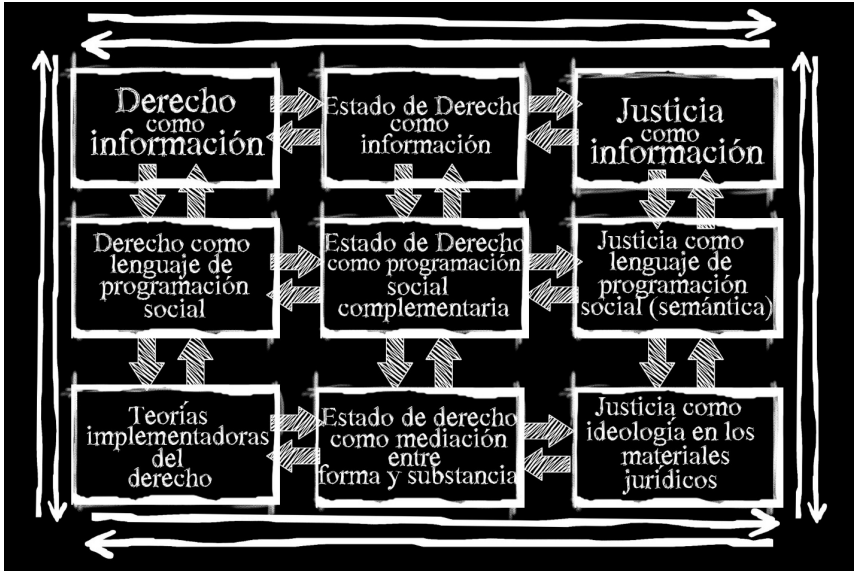 Derecho
como
información
Estado de Derecho
como
información
Justicia
como
información
Derecho como
lenguaje de
programación
social
Estado de Derecho
como programación
social
complementaria
Justicia como
lenguaje de
programación
social (semántica)
Teorías
implementadoras
del
derecho
Estado de derecho
como mediación
entre
forma y substancia
Justicia como
ideología en los
materiales
jurídicos